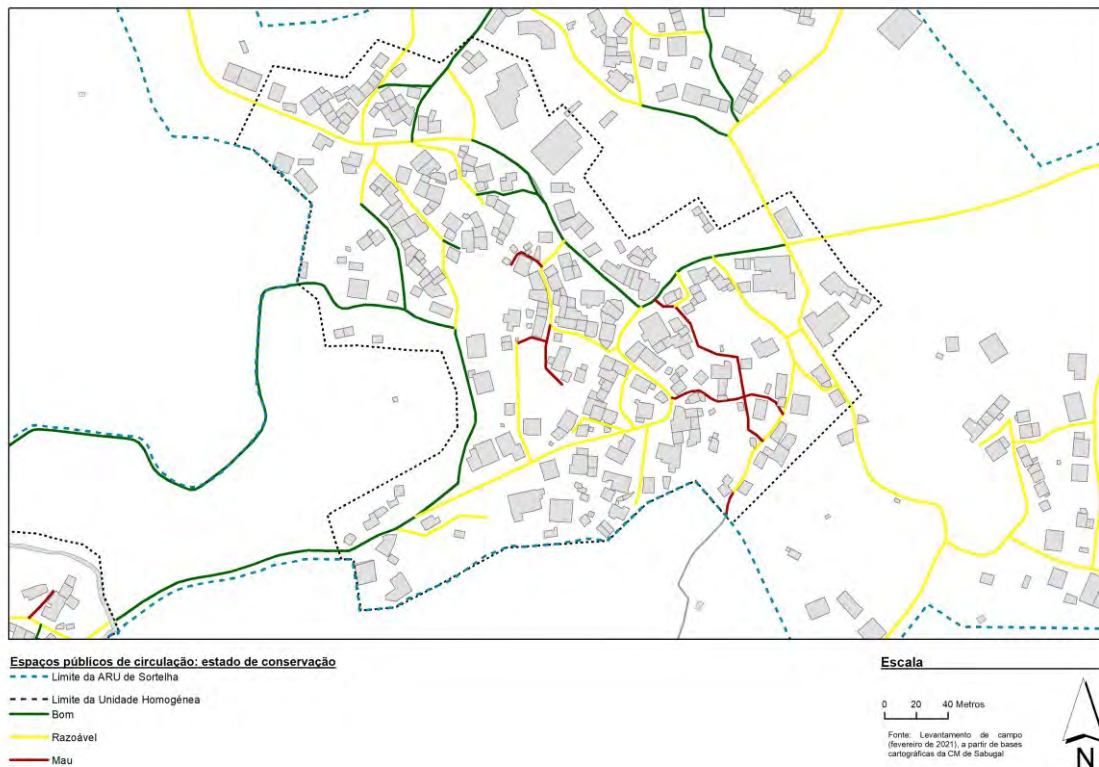 Espaços públicos de circulação: estado de conservação
Limite da ARU de Sortelha
Limite da Unidade Homogénea
Bom
Razoável
Mau
Escala
0 20 40 Metros
Fonte: Levantamento de campo
(fevereiro de 2021), a partir de bases
cartográficas da CM de Sabugal
N